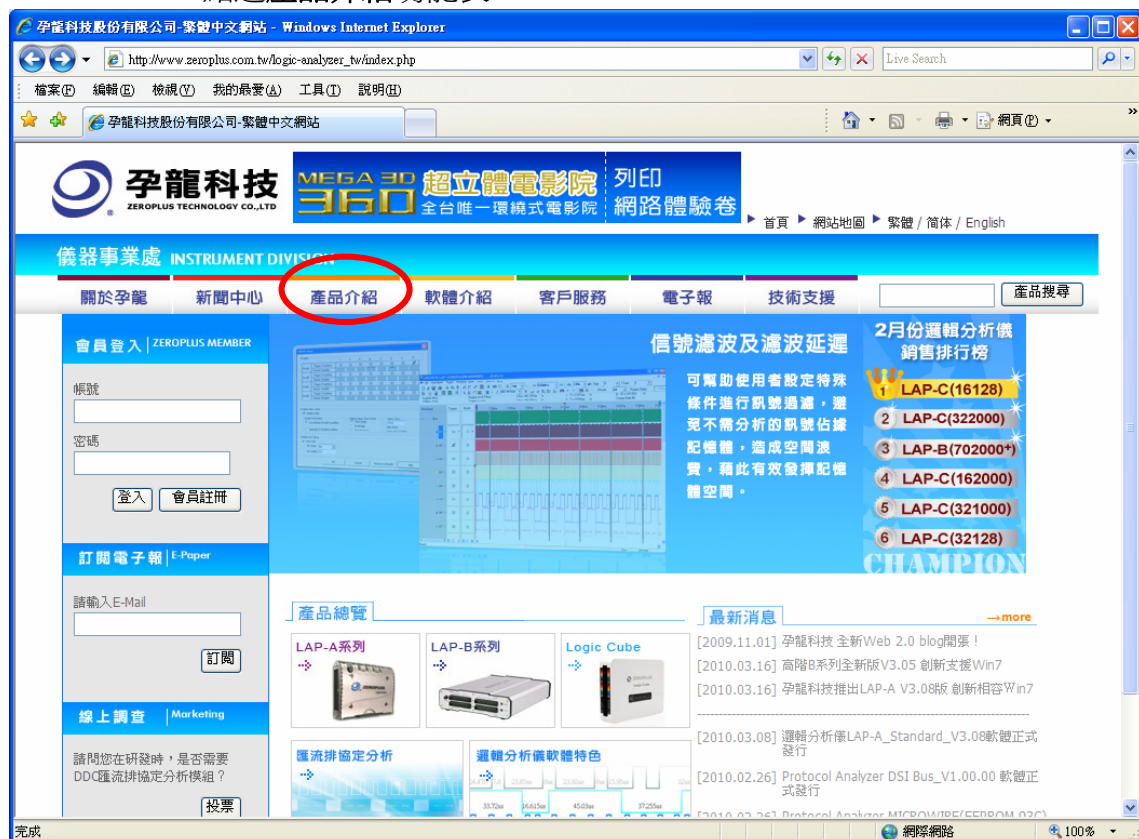 孕龍科技股份有限公司-繁體中文網站 - Windows Internet Explorer
http://www.zeroplus.com.tw/logic-analyzer_tw/index.php
Live Search
檔案(F) 編輯(E) 檢視(V) 我的最愛(A) 工具(T) 說明(H)
孕龍科技股份有限公司-繁體中文網站
網頁(P)
孕龍科技
ZEROPLUS TECHNOLOGY CO.,LTD
MEGA 3D
360
超立體電影院
全台唯一環繞式電影院
列印
網路體驗卷
首頁 網站地圖 繁體 / 简体 / English
儀器事業處 INSTRUMENT DIVISION
關於孕龍 新聞中心 產品介紹 軟體介紹 客戶服務 電子報 技術支援 產品搜尋
會員登入 ZEROPLUS MEMBER
帳號
密碼
登入 會員註冊
信號濾波及濾波延遲
可幫助使用者設定特殊
條件進行訊號過濾，避
免不需分析的訊號佔據
記憶體，造成空間浪
費，藉此有效發揮記憶
體空間。
2月份邏輯分析儀
銷售排行榜
1 LAP-C(16128)
2 LAP-C(322000)
3 LAP-B(702000+)
4 LAP-C(162000)
5 LAP-C(321000)
6 LAP-C(32128)
CHAMPION
訂閱電子報 E-Paper
請輸入E-Mail
訂閱
線上調查 Marketing
請問您在研發時，是否需要
DDC匯流排協定分析模組？
投票
產品總覽
LAP-A系列
LAP-B系列
Logic Cube
匯流排協定分析
邏輯分析儀軟體特色
最新消息
→more
[2009.11.01] 孕龍科技 全新Web 2.0 blog開張！
[2010.03.16] 高階B系列全新版V3.05 創新支援Win7
[2010.03.16] 孕龍科技推出LAP-A V3.08版 創新相容Win7
[2010.03.08] 邏輯分析儀LAP-A_Standard_V3.08軟體正式
發行
[2010.02.26] Protocol Analyzer DSI Bus_V1.00.00 軟體正
式發行
完成
網際網路
100%